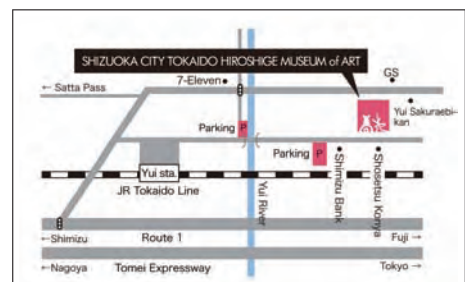 SHIZUOKA CITY TOKAIDO HIROSHIGE MUSEUM of ART
← Satta Pass
7-Eleven
GS
Yui Sakuraebi-
kan
Parking P
Parking P
Yui sta.
JR Tokaido Line
Yui River
Shimizu Bank
Shosetsu Konya
←Shimizu
Route 1
Fuji →
←Nagoya
Tomei Expressway
Tokyo→